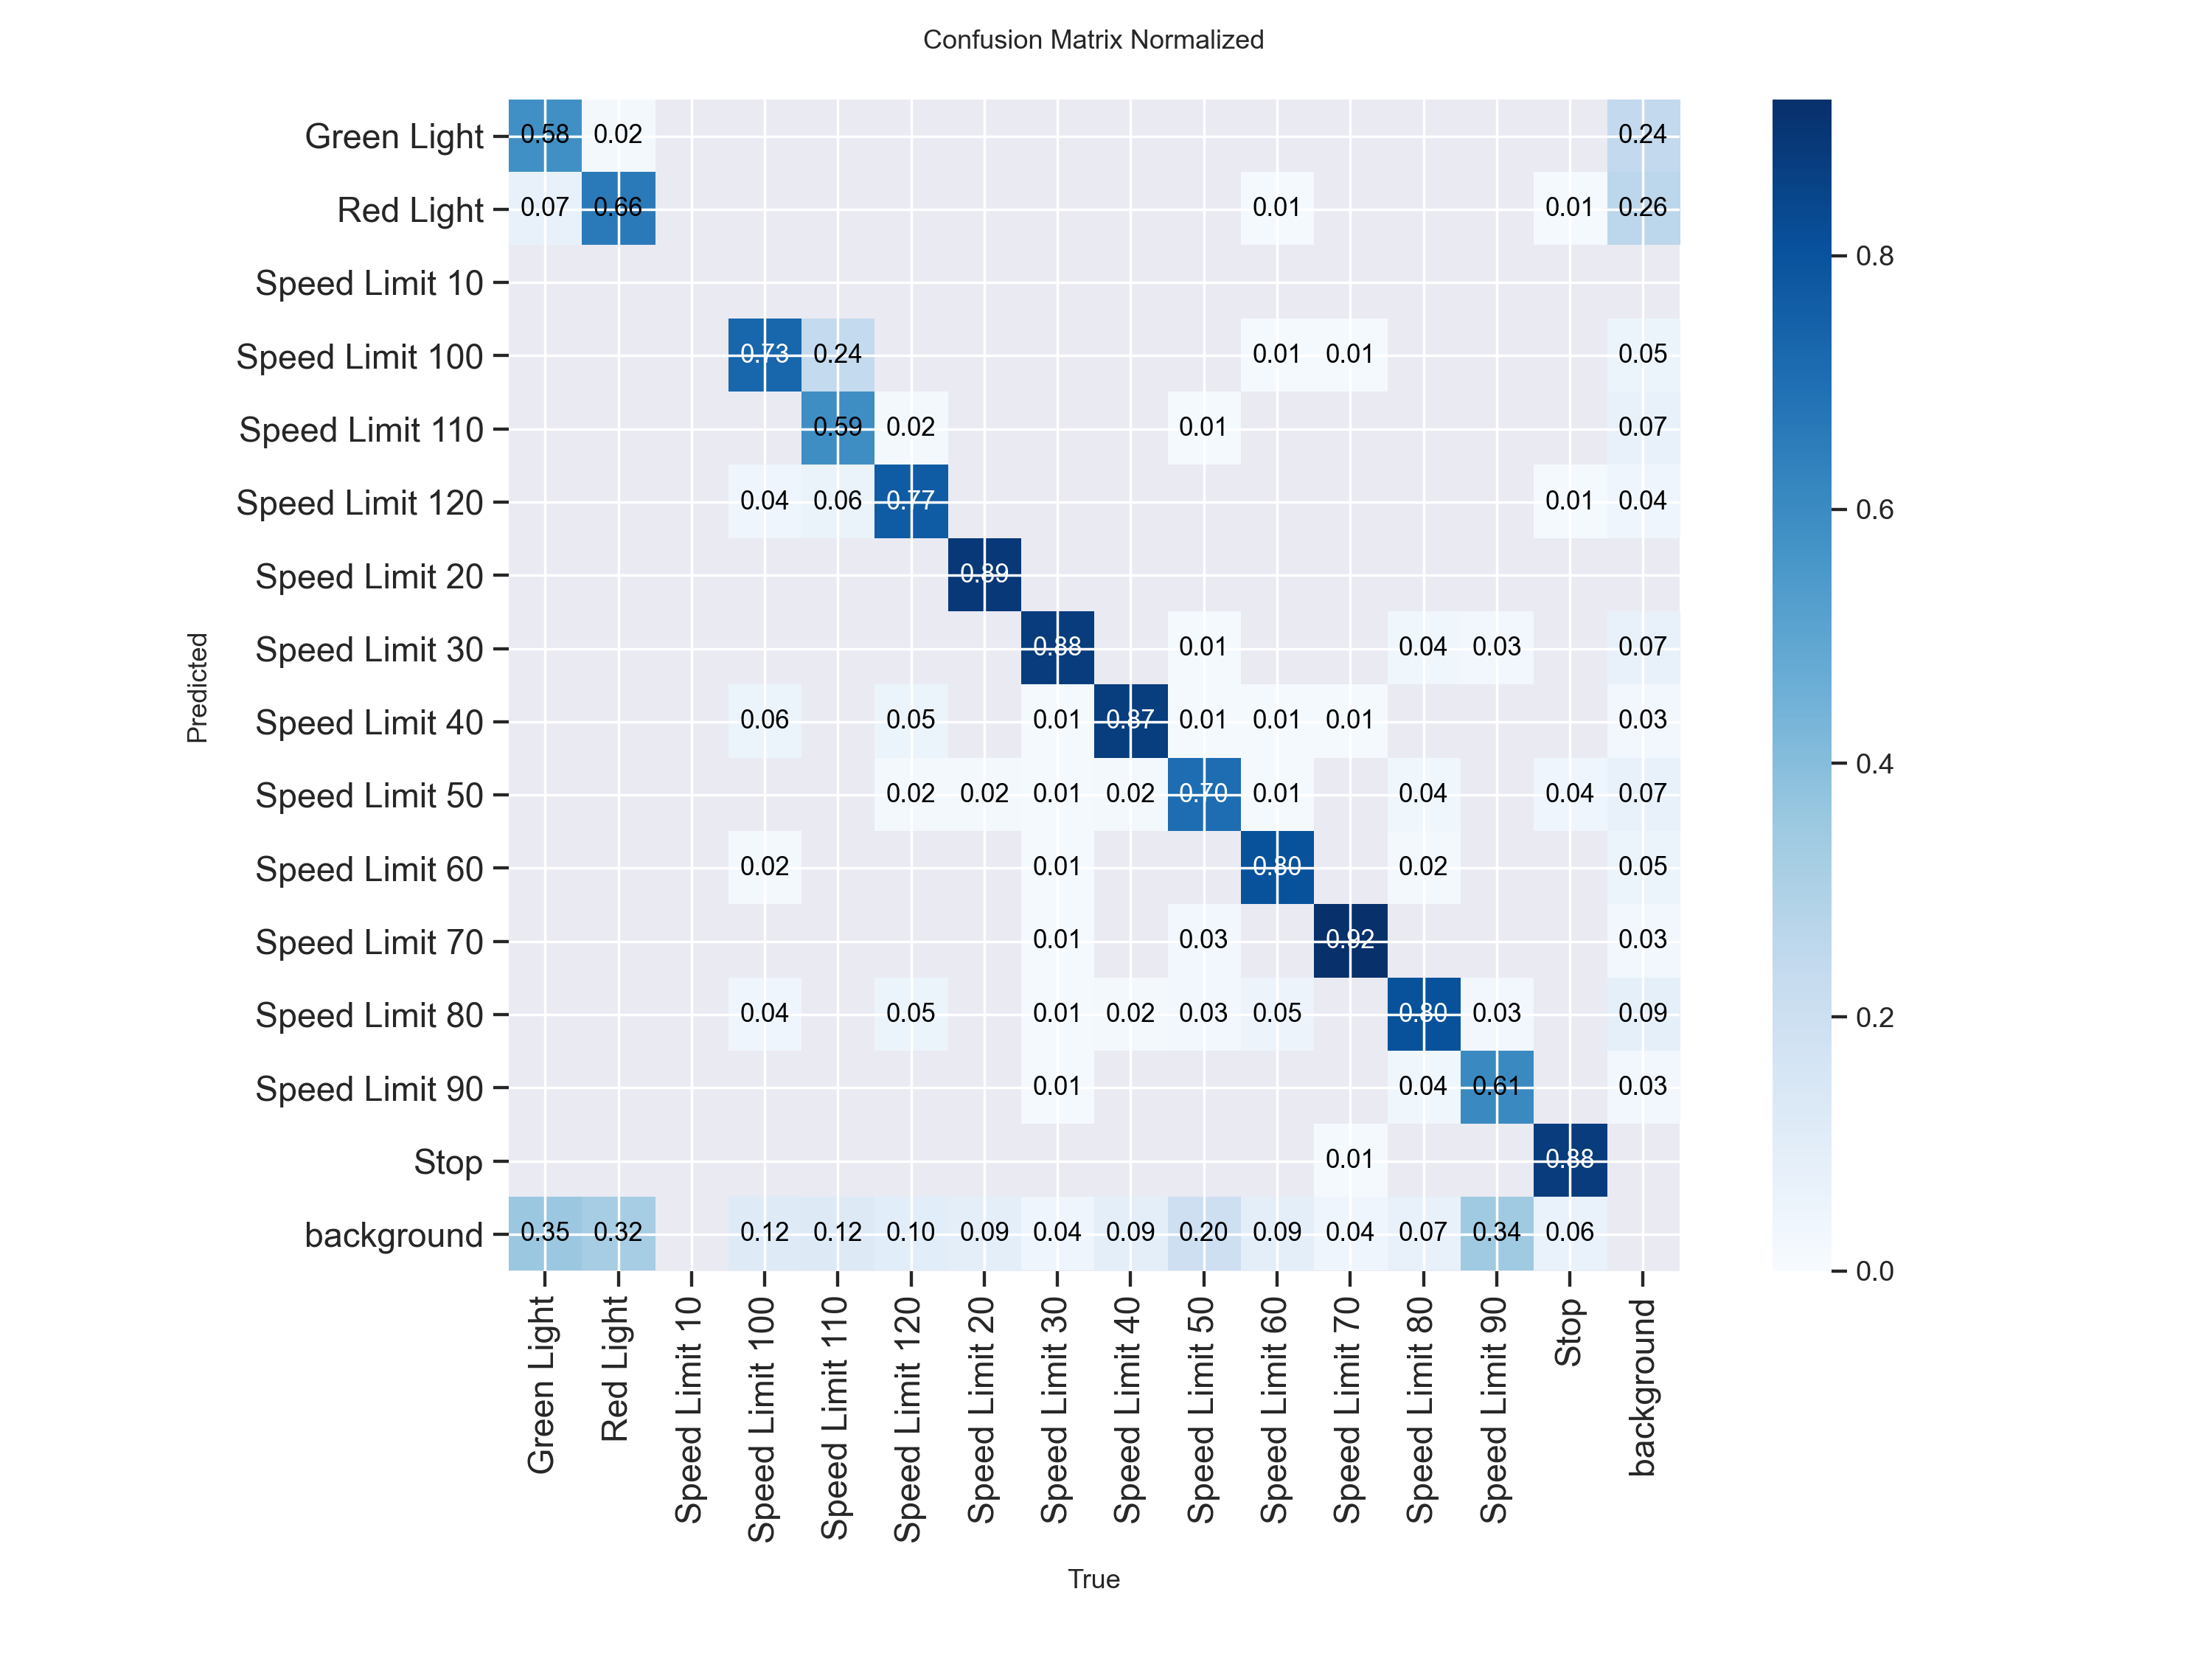 Confusion Matrix Normalized
Green Light 0.58 0.02 0.24
Red Light 0.07 0.66 0.01 0.01 0.26
Speed Limit 10
Speed Limit 100 0.73 0.24 0.01 0.01 0.05
Speed Limit 110 0.59 0.02 0.01 0.07
Speed Limit 120 0.04 0.06 0.77 0.01 0.04
Speed Limit 20 0.89
Speed Limit 30 0.88 0.01 0.04 0.03 0.07
Speed Limit 40 0.06 0.05 0.01 0.87 0.01 0.01 0.01 0.03
Speed Limit 50 0.02 0.02 0.01 0.02 0.70 0.01 0.04 0.04 0.07
Speed Limit 60 0.02 0.01 0.80 0.02 0.05
Speed Limit 70 0.01 0.03 0.92 0.03
Speed Limit 80 0.04 0.05 0.01 0.02 0.03 0.05 0.80 0.03 0.09
Speed Limit 90 0.01 0.04 0.61 0.03
Stop 0.01 0.88
background 0.35 0.32 0.12 0.12 0.10 0.09 0.04 0.09 0.20 0.09 0.04 0.07 0.34 0.06
Predicted
Green Light
Red Light
Speed Limit 10
Speed Limit 100
Speed Limit 110
Speed Limit 120
Speed Limit 20
Speed Limit 30
Speed Limit 40
Speed Limit 50
Speed Limit 60
Speed Limit 70
Speed Limit 80
Speed Limit 90
Stop
background
True
0.8
0.6
0.4
0.2
0.0